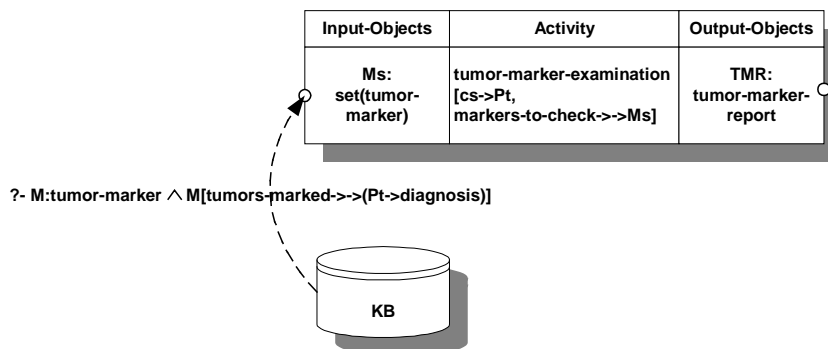 Input-Objects Activity Output-Objects
Ms:
set(tumor-
marker)
tumor-marker-examination
[cs->Pt,
markers-to-check->->Ms]
TMR:
tumor-marker-
report
?- M:tumor-marker ∧ M[tumors-marked->->(Pt->diagnosis)]
KB